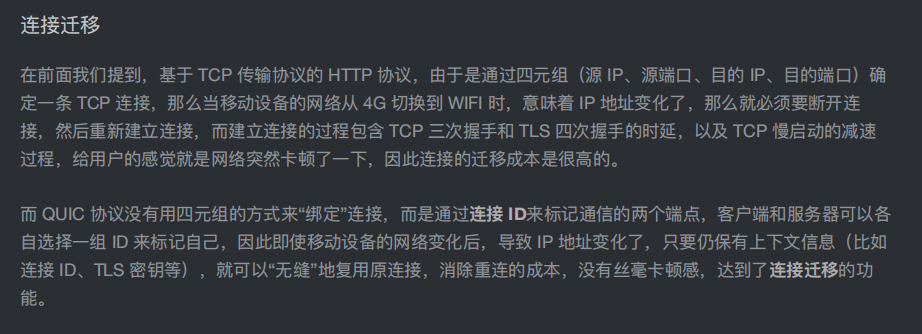 连接迁移
在前面我们提到，基于 TCP 传输协议的 HTTP 协议，由于是通过四元组（源 IP、源端口、目的 IP、目的端口）确
定一条 TCP 连接，那么当移动设备的网络从 4G 切换到 WIFI 时，意味着 IP 地址变化了，那么就必须要断开连
接，然后重新建立连接，而建立连接的过程包含 TCP 三次握手和 TLS 四次握手的时延，以及 TCP 慢启动的减速
过程，给用户的感觉就是网络突然卡顿了一下，因此连接的迁移成本是很高的。
而 QUIC 协议没有用四元组的方式来“绑定”连接，而是通过连接 ID来标记通信的两个端点，客户端和服务器可以各
自选择一组 ID 来标记自己，因此即使移动设备的网络变化后，导致 IP 地址变化了，只要仍保有上下文信息（比如
连接 ID、TLS 密钥等），就可以“无缝”地复用原连接，消除重连的成本，没有丝毫卡顿感，达到了连接迁移的功
能。